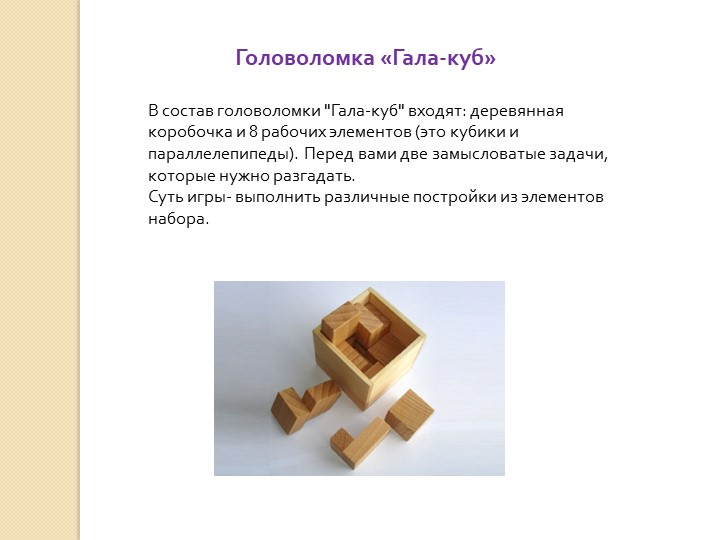 Головоломка «Гала-куб»
В состав головоломки "Гала-куб" входят: деревянная
коробочка и 8 рабочих элементов (это кубики и
параллелепипеды). Перед вами две замысловатые задачи,
которые нужно разгадать.
Суть игры- выполнить различные постройки из элементов
набора.